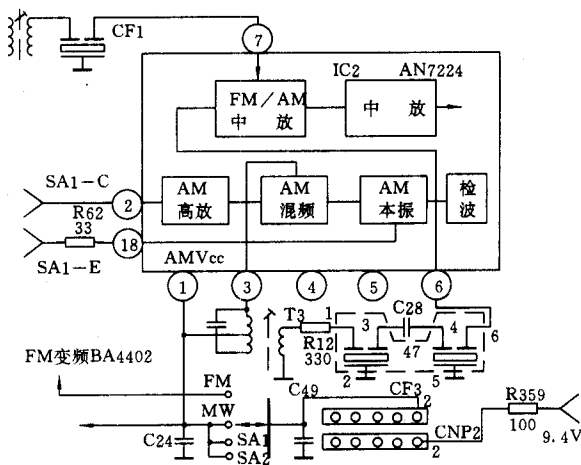 CF1
7
IC2 AN7224
FM/AM
中 放
中 放
SA1-C
2
AM
高放
AM
混频
AM
本振
检
波
R62
33
18
SA1-E
AMVcc
1
3
4
5
6
T3
1
R12
330
3
C28
47
4
6
2
5
FM变频BA4402
FM
MW
SA1
SA2
C24
C49
CF3
2
CNP2
2
R359
100
9.4V